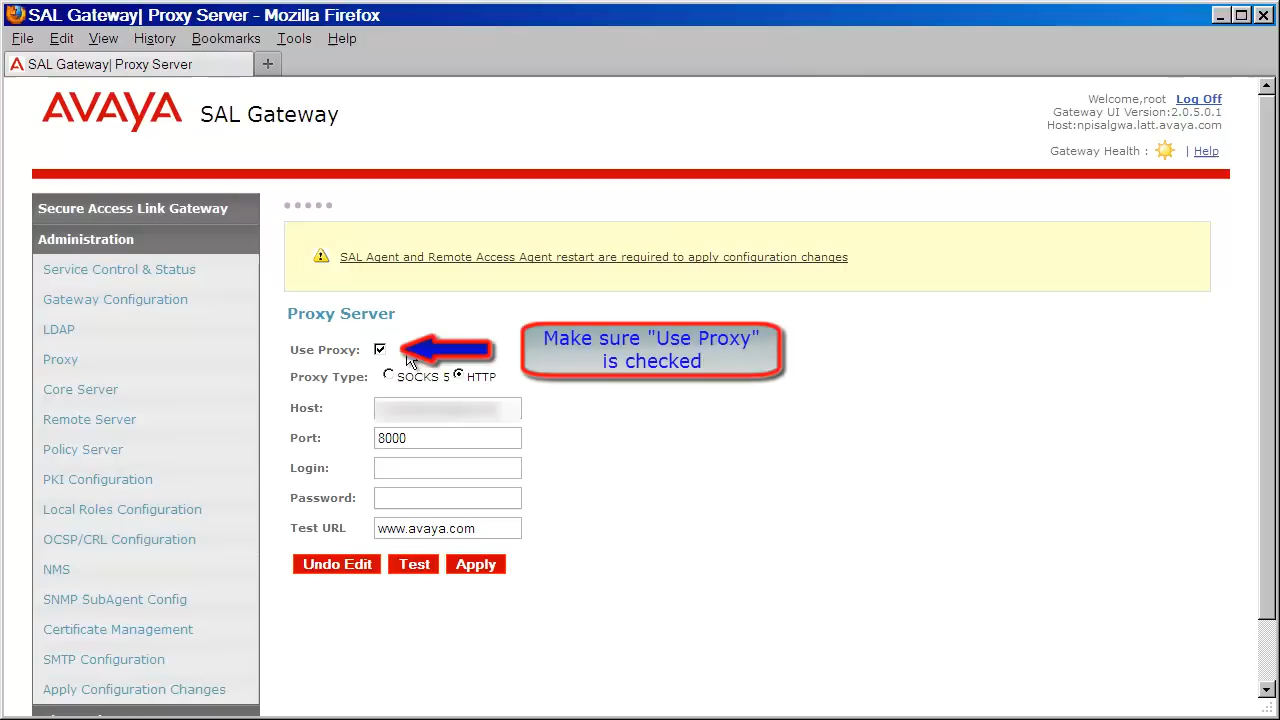 SAL Gateway| Proxy Server - Mozilla Firefox
File Edit View History Bookmarks Tools Help
SAL Gateway| Proxy Server
AVAYA SAL Gateway
Welcome,root Log Off
Gateway UI Version:2.0.5.0.1
Host:npisalgwa.latt.avaya.com
Gateway Health : | Help
Secure Access Link Gateway
Administration
Service Control & Status
Gateway Configuration
LDAP
Proxy
Core Server
Remote Server
Policy Server
PKI Configuration
Local Roles Configuration
OCSP/CRL Configuration
NMS
SNMP SubAgent Config
Certificate Management
SMTP Configuration
Apply Configuration Changes
SAL Agent and Remote Access Agent restart are required to apply configuration changes
Proxy Server
Use Proxy:
Make sure "Use Proxy"
is checked
Proxy Type: SOCKS 5 HTTP
Host:
Port: 8000
Login:
Password:
Test URL www.avaya.com
Undo Edit Test Apply